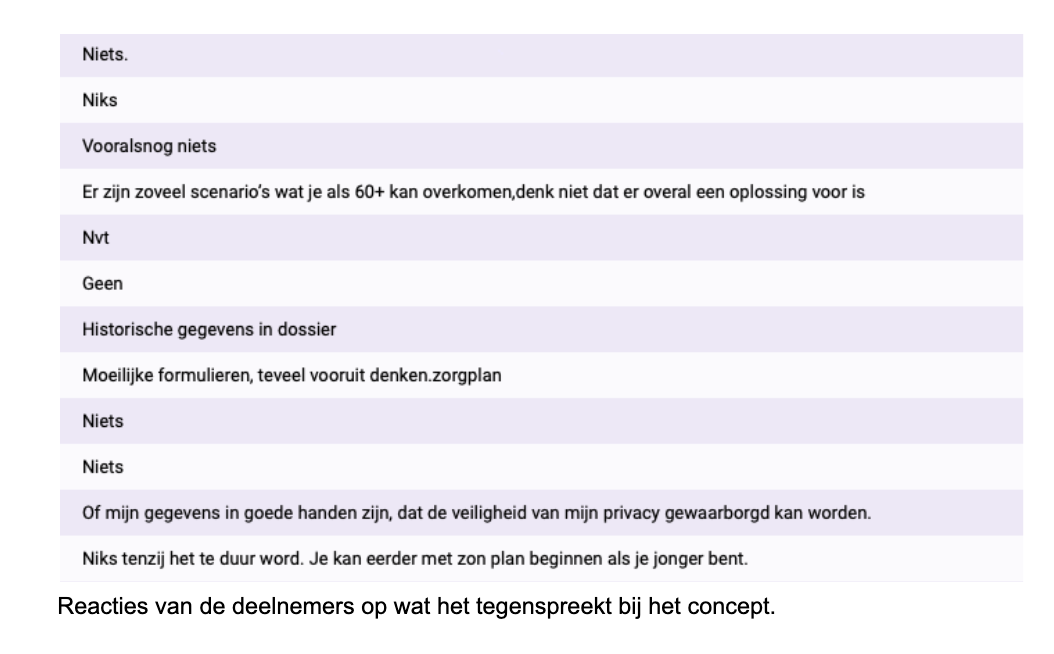 Niets.
Niks
Vooralsnog niets
Er zijn zoveel scenario's wat je als 60+ kan overkomen,denk niet dat er overal een oplossing voor is
Nvt
Geen
Historische gegevens in dossier
Moeilijke formulieren, teveel vooruit denken.zorgplan
Niets
Niets
Of mijn gegevens in goede handen zijn, dat de veiligheid van mijn privacy gewaarborgd kan worden.
Niks tenzij het te duur word. Je kan eerder met zon plan beginnen als je jonger bent.
Reacties van de deelnemers op wat het tegenspreekt bij het concept.